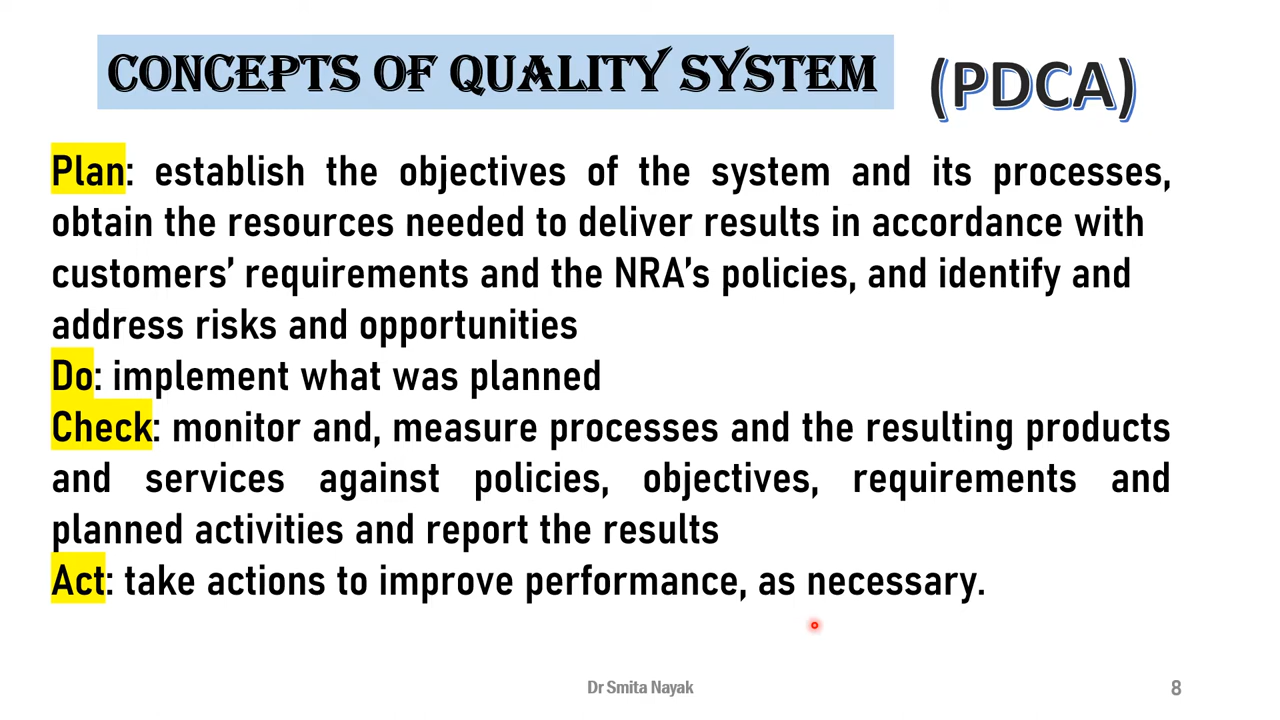 CONCEPTS OF QUALITY SYSTEM (PDCA)
Plan: establish the objectives of the system and its processes,
obtain the resources needed to deliver results in accordance with
customers’ requirements and the NRA’s policies, and identify and
address risks and opportunities
Do: implement what was planned
Check: monitor and, measure processes and the resulting products
and services against policies, objectives, requirements and
planned activities and report the results
Act: take actions to improve performance, as necessary.
Dr Smita Nayak 8